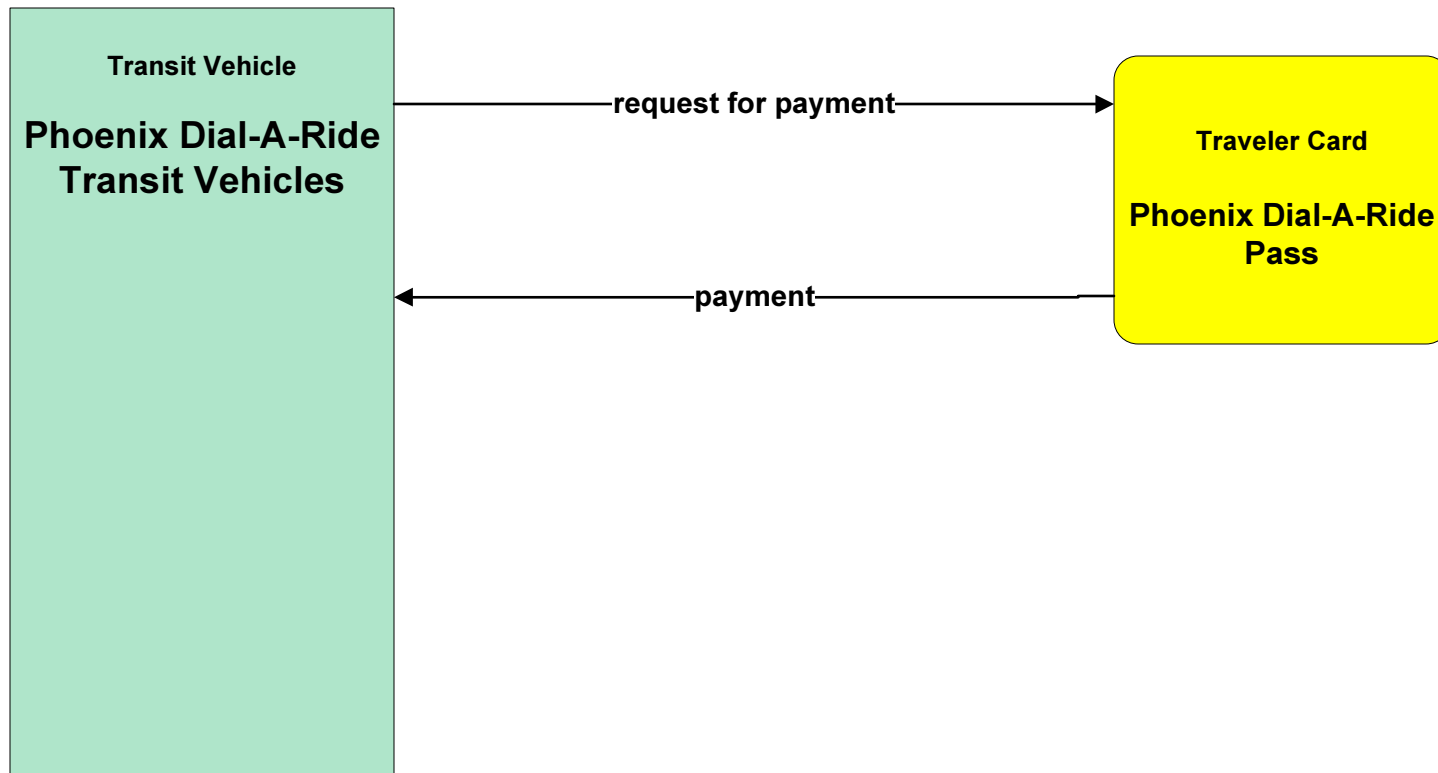 Transit Vehicle
Phoenix Dial-A-Ride
Transit Vehicles
request for payment
payment
Traveler Card
Phoenix Dial-A-Ride
Pass